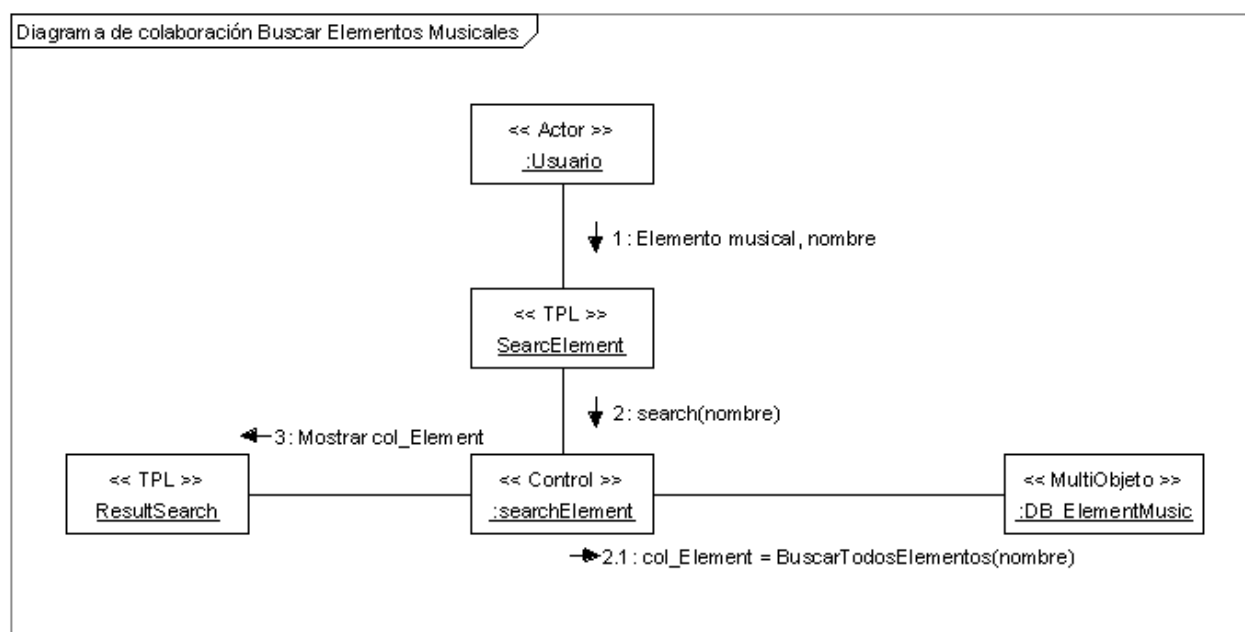 Diagrama de colaboración Buscar Elementos Musicales
<< Actor >>
:Usuario
1: Elemento musical, nombre
<< TPL >>
SearcElement
2: search(nombre)
3: Mostrar col_Element
<< TPL >>
ResultSearch
<< Control >>
:searchElement
<< MultiObjeto >>
:DB_ElementMusic
2.1: col_Element = BuscarTodosElementos(nombre)